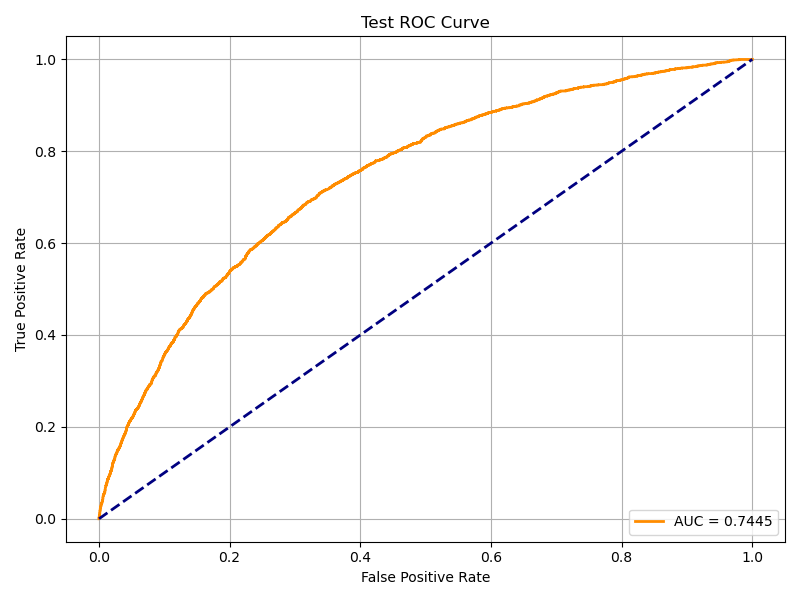 Test ROC Curve
True Positive Rate
1.0
0.8
0.6
0.4
0.2
0.0
0.0 0.2 0.4 0.6 0.8 1.0
False Positive Rate
AUC = 0.7445